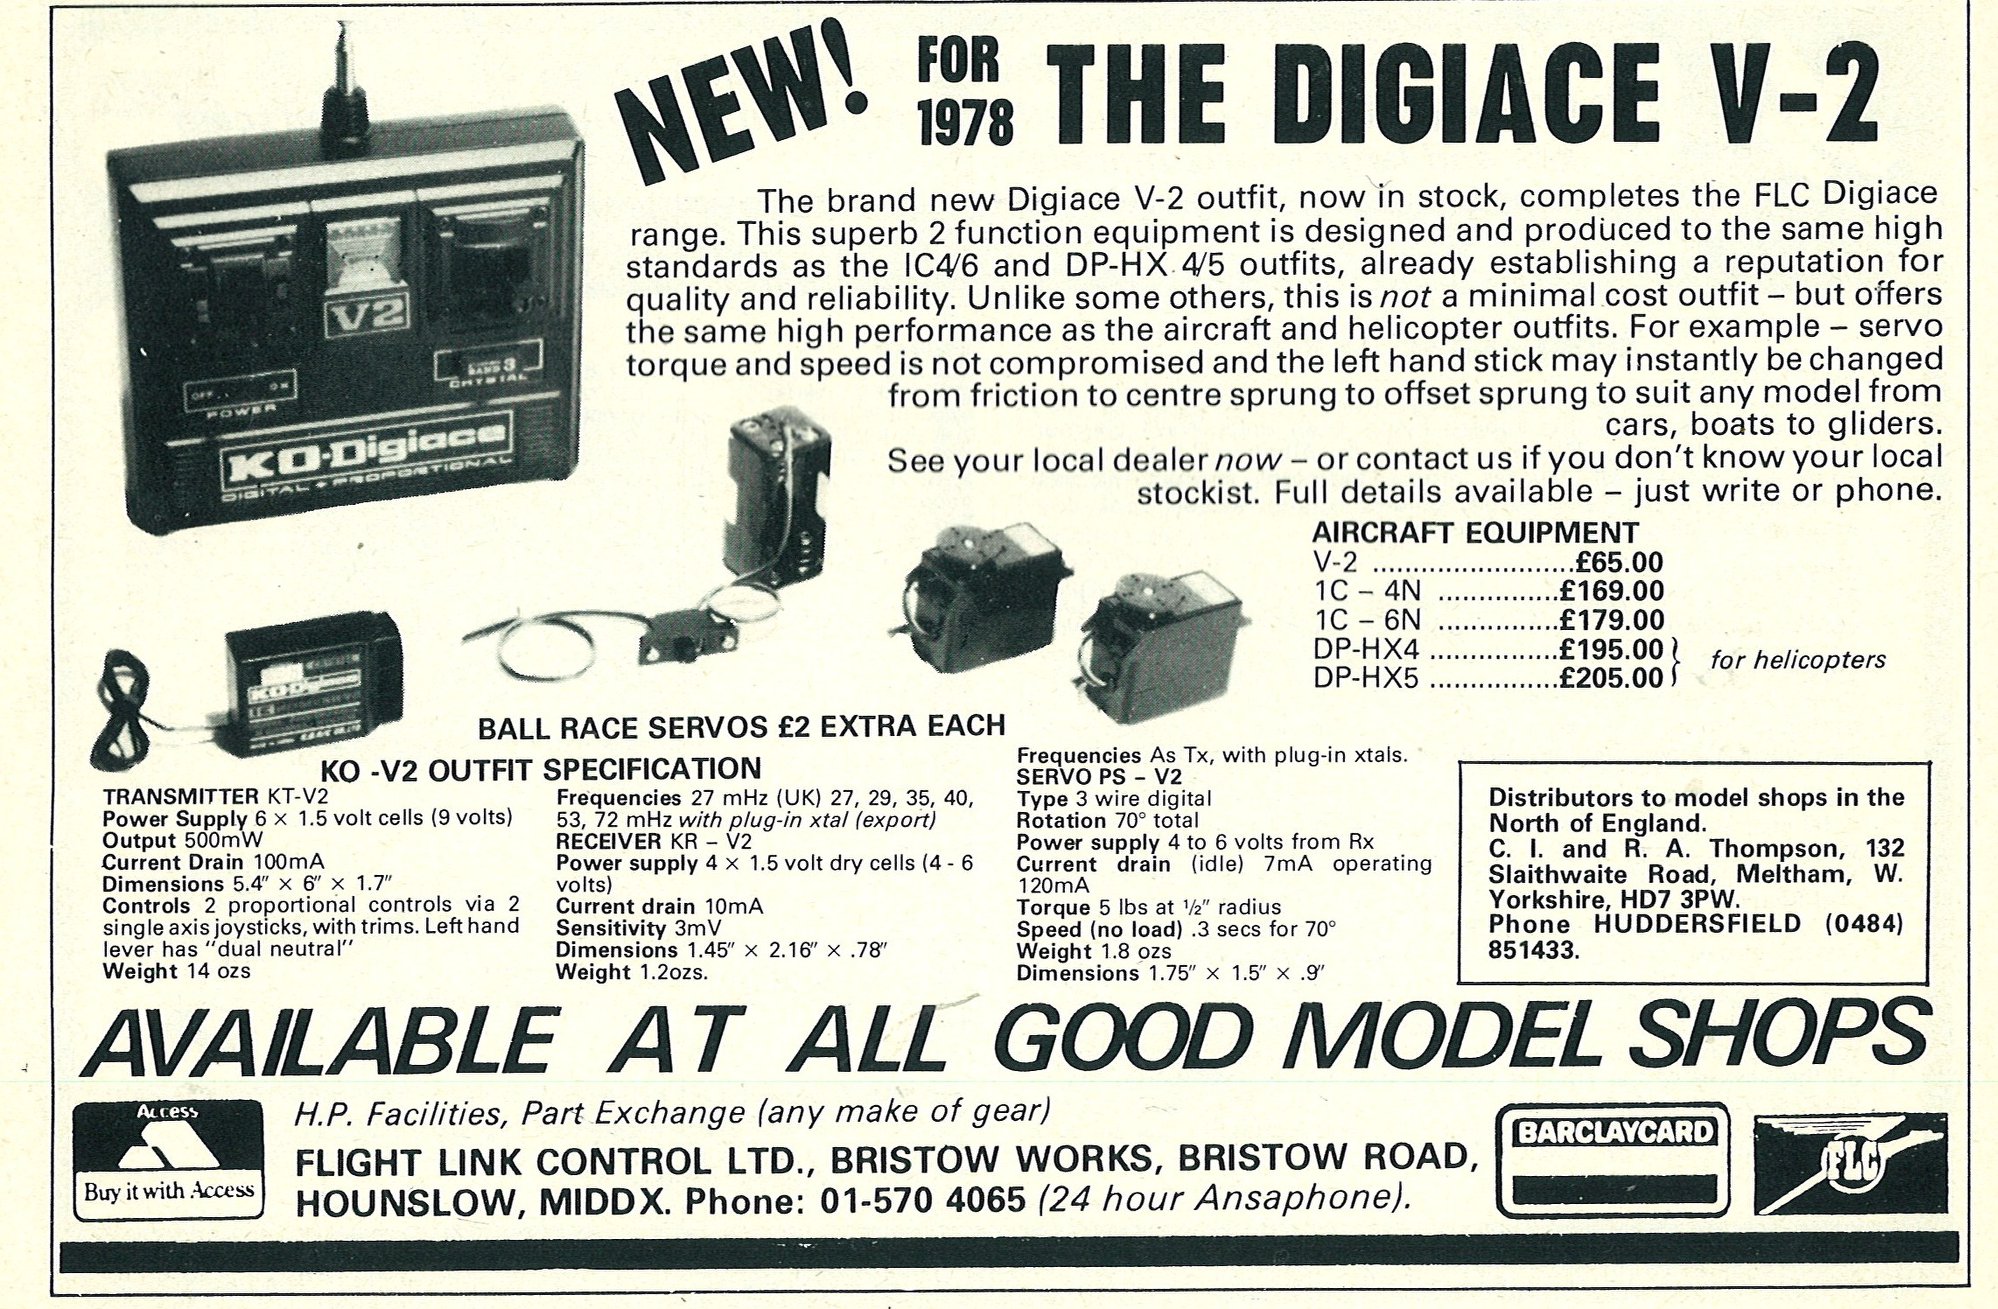 NEW!
FOR
1978
THE DIGIACE V-2
The brand new Digiace V-2 outfit, now in stock, completes the FLC Digiace
range. This superb 2 function equipment is designed and produced to the same high
standards as the IC4/6 and DP-HX 4/5 outfits, already establishing a reputation for
quality and reliability. Unlike some others, this is not a minimal cost outfit – but offers
the same high performance as the aircraft and helicopter outfits. For example – servo
torque and speed is not compromised and the left hand stick may instantly be changed
from friction to centre sprung to offset sprung to suit any model from
cars, boats to gliders.
See your local dealer now – or contact us if you don't know your local
stockist. Full details available – just write or phone.
V2
OFF
ON
POWER
3
CRYSTAL
KO-Digiace
DIGITAL + PROPORTIONAL
KO-Digiace
AIRCRAFT EQUIPMENT
V-2 .........................£65.00
1C – 4N ...............£169.00
1C – 6N ...............£179.00
DP-HX4 ................£195.00
DP-HX5 ................£205.00
for helicopters
BALL RACE SERVOS £2 EXTRA EACH
KO -V2 OUTFIT SPECIFICATION
TRANSMITTER KT-V2
Power Supply 6 × 1.5 volt cells (9 volts)
Output 500mW
Current Drain 100mA
Dimensions 5.4" × 6" × 1.7"
Controls 2 proportional controls via 2
single axis joysticks, with trims. Left hand
lever has "dual neutral"
Weight 14 ozs
Frequencies 27 mHz (UK) 27, 29, 35, 40,
53, 72 mHz with plug-in xtal (export)
RECEIVER KR – V2
Power supply 4 × 1.5 volt dry cells (4 - 6
volts)
Current drain 10mA
Sensitivity 3mV
Dimensions 1.45" × 2.16" × .78"
Weight 1.2ozs.
Frequencies As Tx, with plug-in xtals.
SERVO PS – V2
Type 3 wire digital
Rotation 70° total
Power supply 4 to 6 volts from Rx
Current drain (idle) 7mA operating
120mA
Torque 5 lbs at ½" radius
Speed (no load) .3 secs for 70°
Weight 1.8 ozs
Dimensions 1.75" × 1.5" × .9"
Distributors to model shops in the
North of England.
C. I. and R. A. Thompson, 132
Slaithwaite Road, Meltham, W.
Yorkshire, HD7 3PW.
Phone HUDDERSFIELD (0484)
851433.
AVAILABLE AT ALL GOOD MODEL SHOPS
Access
Buy it with Access
H.P. Facilities, Part Exchange (any make of gear)
FLIGHT LINK CONTROL LTD., BRISTOW WORKS, BRISTOW ROAD,
HOUNSLOW, MIDDX. Phone: 01-570 4065 (24 hour Ansaphone).
BARCLAYCARD
FLC